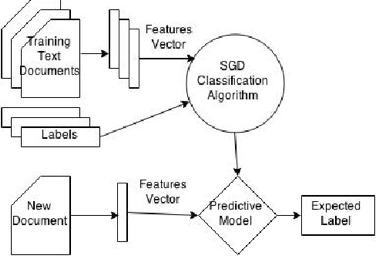 Training
Text
Documents
Features
Vector
SGD
Classification
Algorithm
Labels
New
Document
Features
Vector
Predictive
Model
Expected
Label